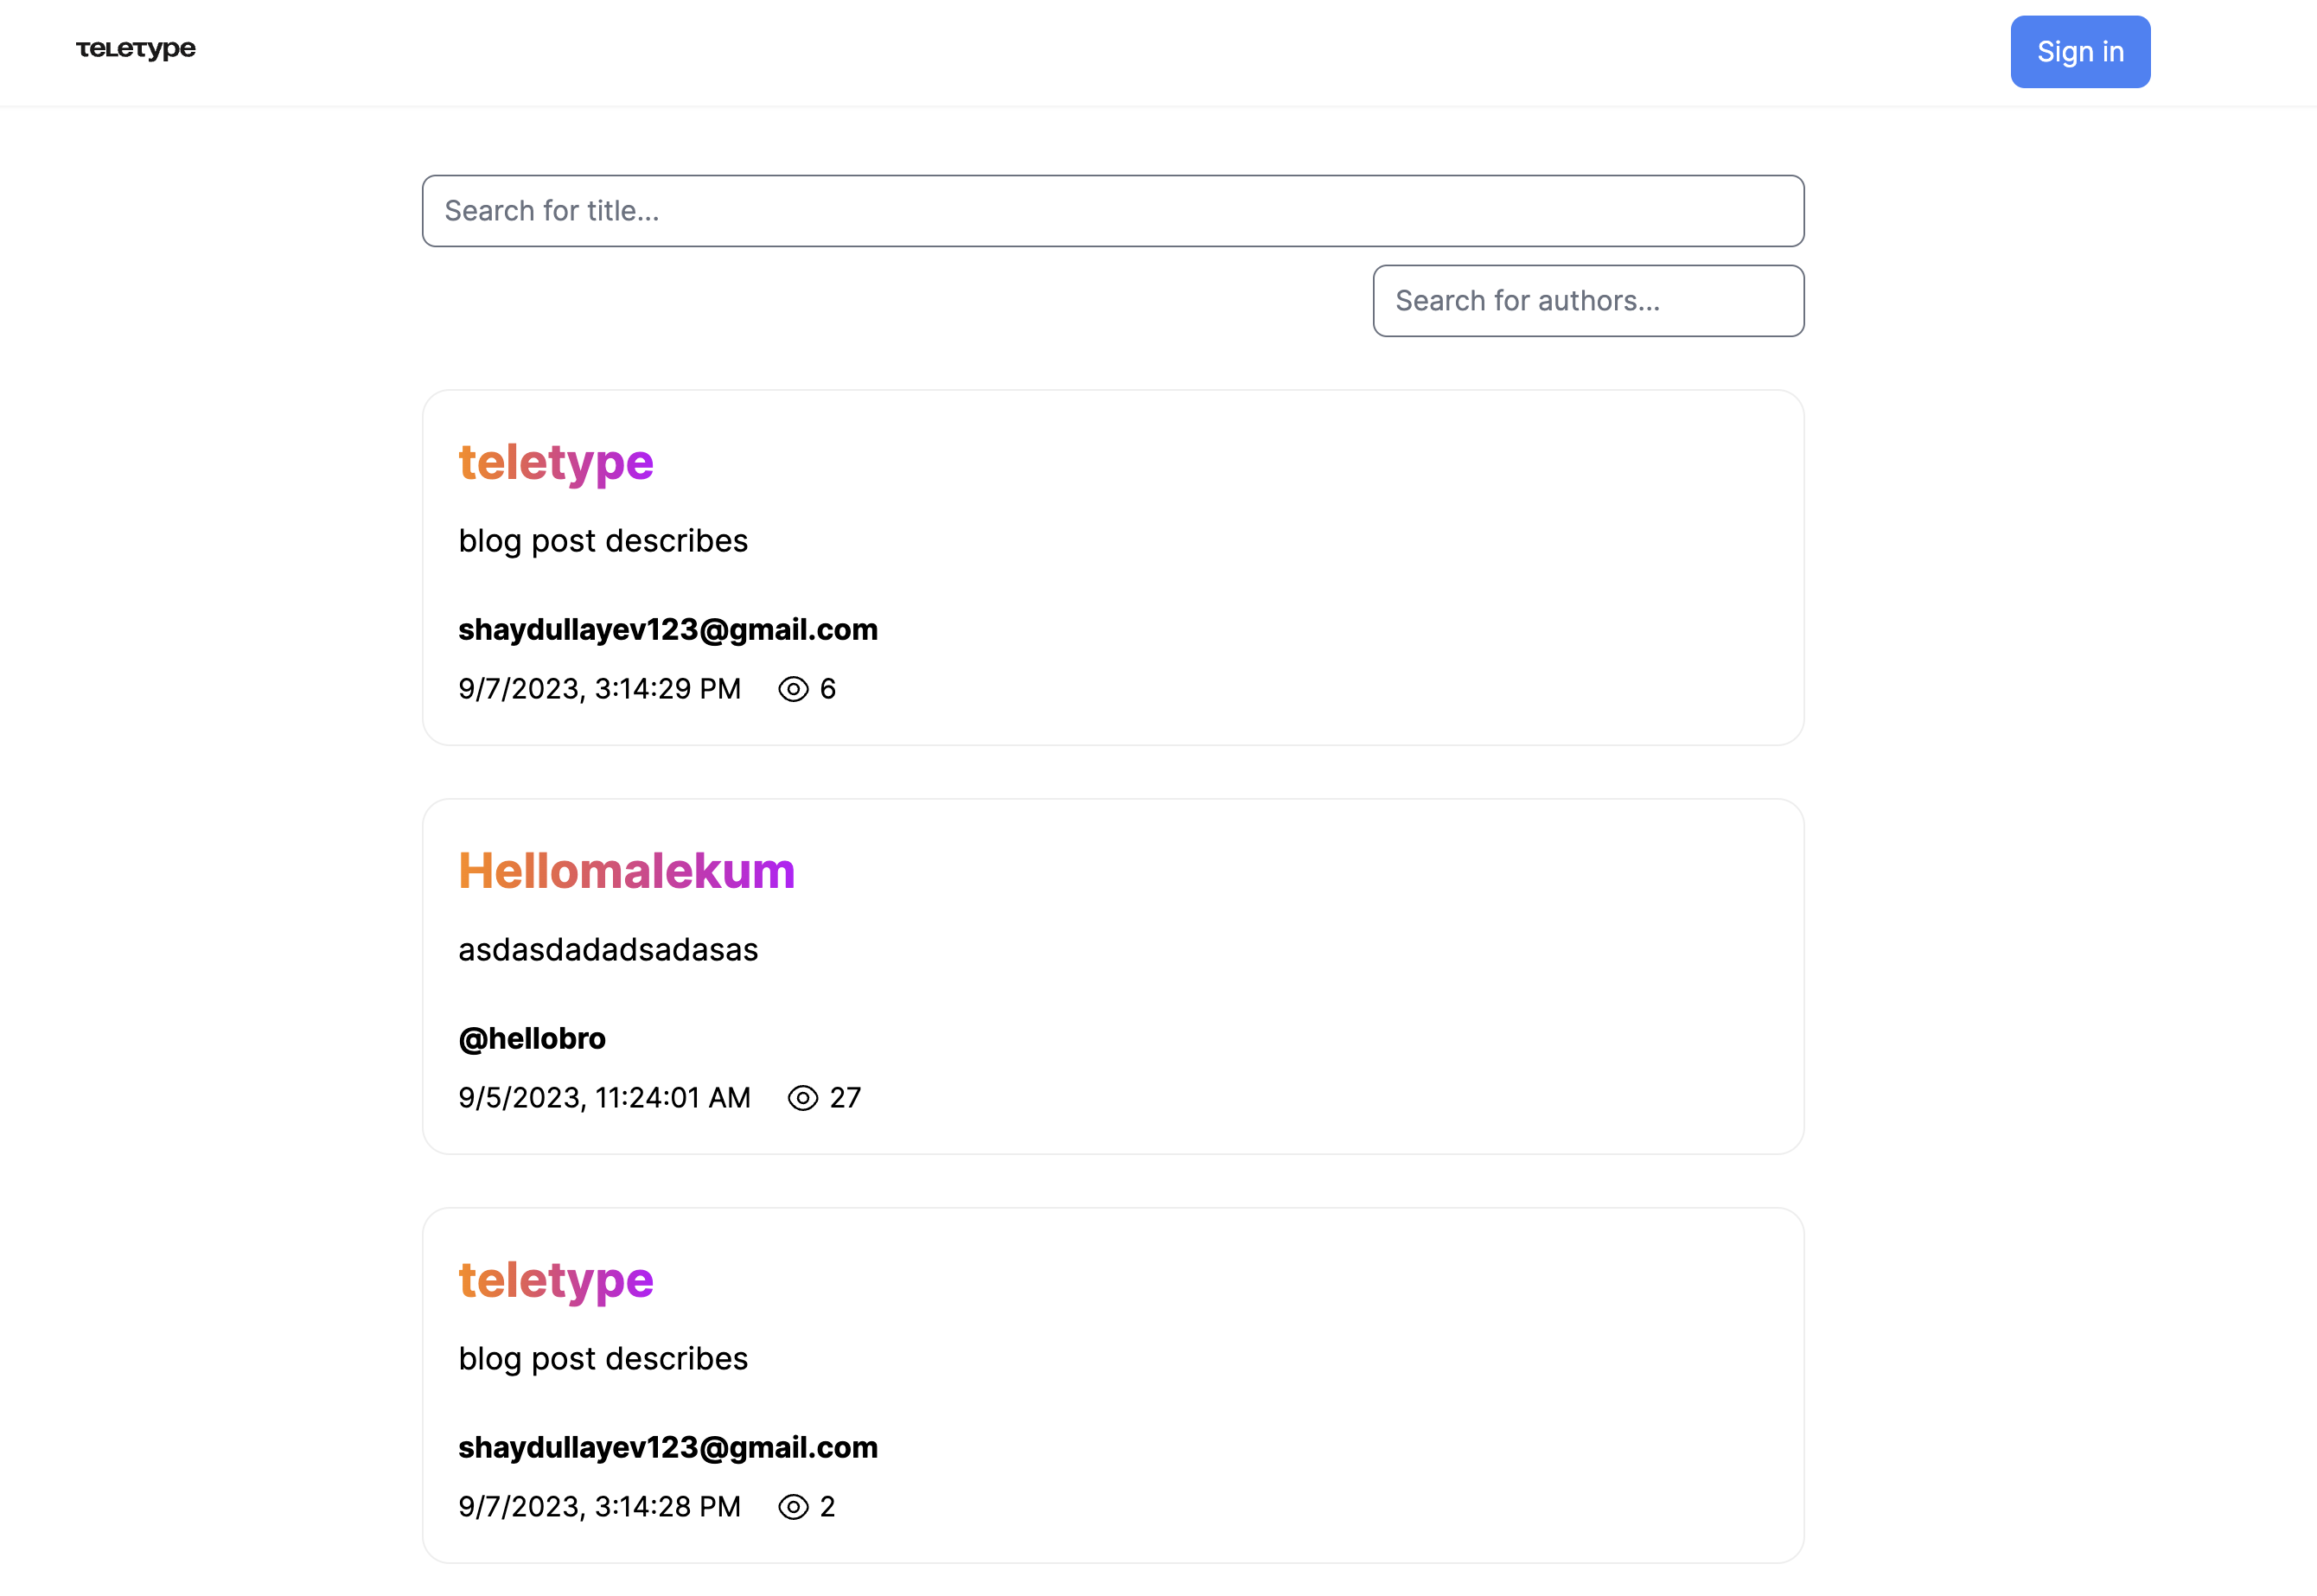 TELETYPE
Sign in
Search for title...
Search for authors...
teletype
blog post describes
shaydullayev123@gmail.com
9/7/2023, 3:14:29 PM 6
Hellomalekum
asdasdadadsadasas
@hellobro
9/5/2023, 11:24:01 AM 27
teletype
blog post describes
shaydullayev123@gmail.com
9/7/2023, 3:14:28 PM 2